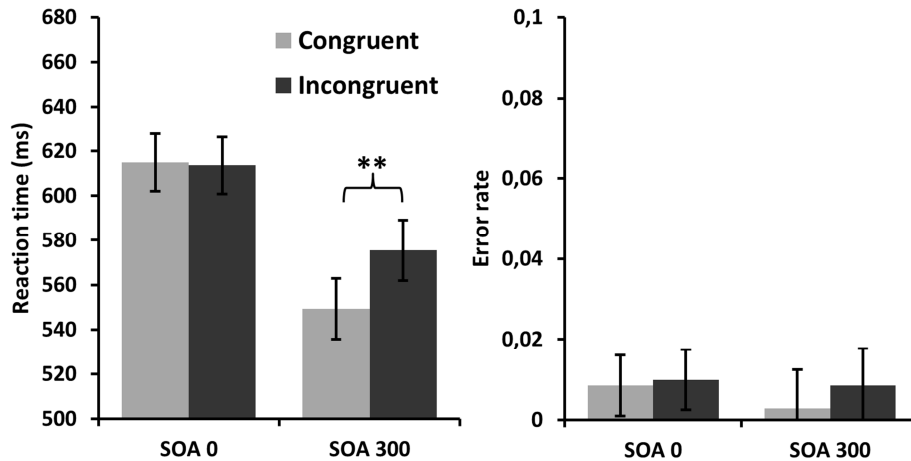 680
660
640
620
600
580
560
540
520
500
Reaction time (ms)
Congruent
Incongruent
**
SOA 0
SOA 300
0,1
0,08
0,06
0,04
0,02
0
Error rate
SOA 0
SOA 300